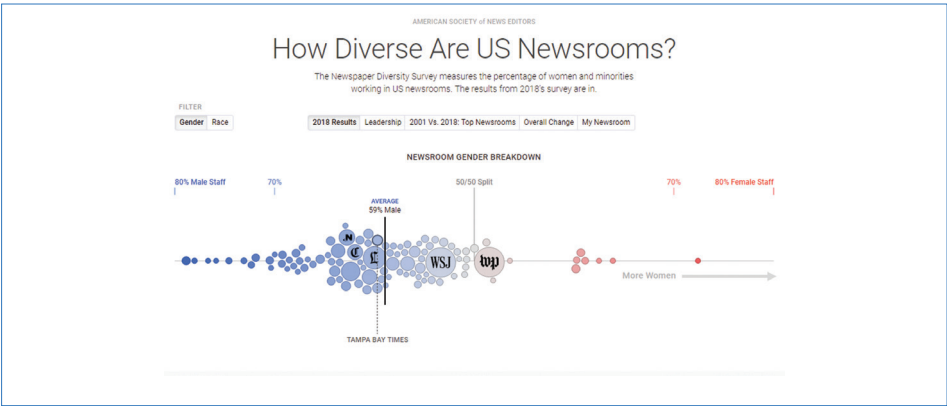 AMERICAN SOCIETY of NEWS EDITORS
How Diverse Are US Newsrooms?
The Newspaper Diversity Survey measures the percentage of women and minorities
working in US newsrooms. The results from 2018's survey are in.
FILTER
Gender Race
2018 Results Leadership 2001 Vs. 2018: Top Newsrooms Overall Change My Newsroom
NEWSROOM GENDER BREAKDOWN
80% Male Staff 70% 50/50 Split 70% 80% Female Staff
AVERAGE
59% Male
.N
C
L
WSJ
wp
More Women
TAMPA BAY TIMES